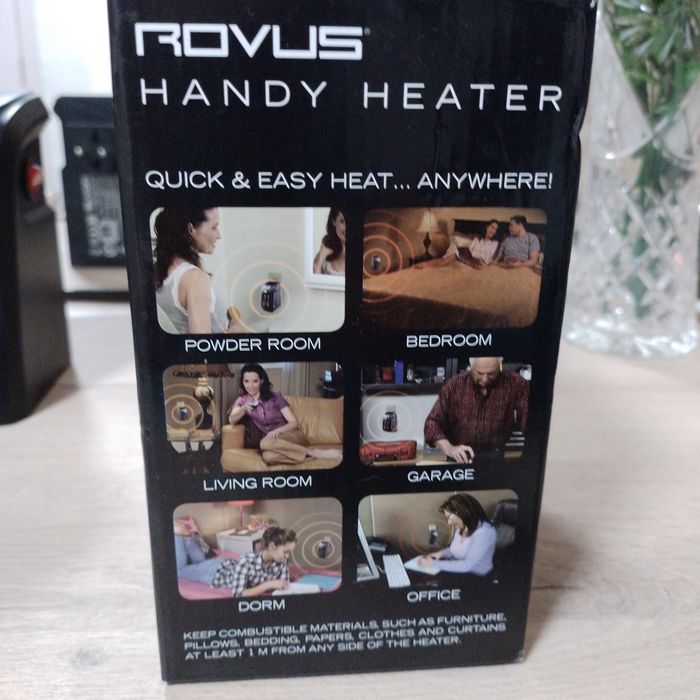 ROVUS®
HANDY HEATER
QUICK & EASY HEAT... ANYWHERE!
POWDER ROOM
BEDROOM
LIVING ROOM
GARAGE
DORM
OFFICE
KEEP COMBUSTIBLE MATERIALS, SUCH AS FURNITURE,
PILLOWS, BEDDING, PAPERS, CLOTHES AND CURTAINS
AT LEAST 1 M FROM ANY SIDE OF THE HEATER.